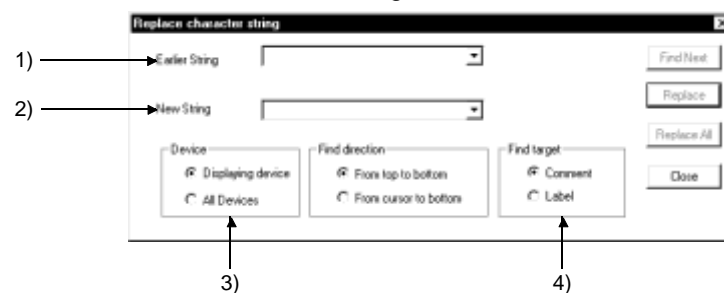 Replace character string
1) Earlier String Find Next
2) New String Replace
Replace All
Device Find direction Find target
Displaying device From top to bottom Comment Close
All Devices From cursor to bottom Label
3) 4)